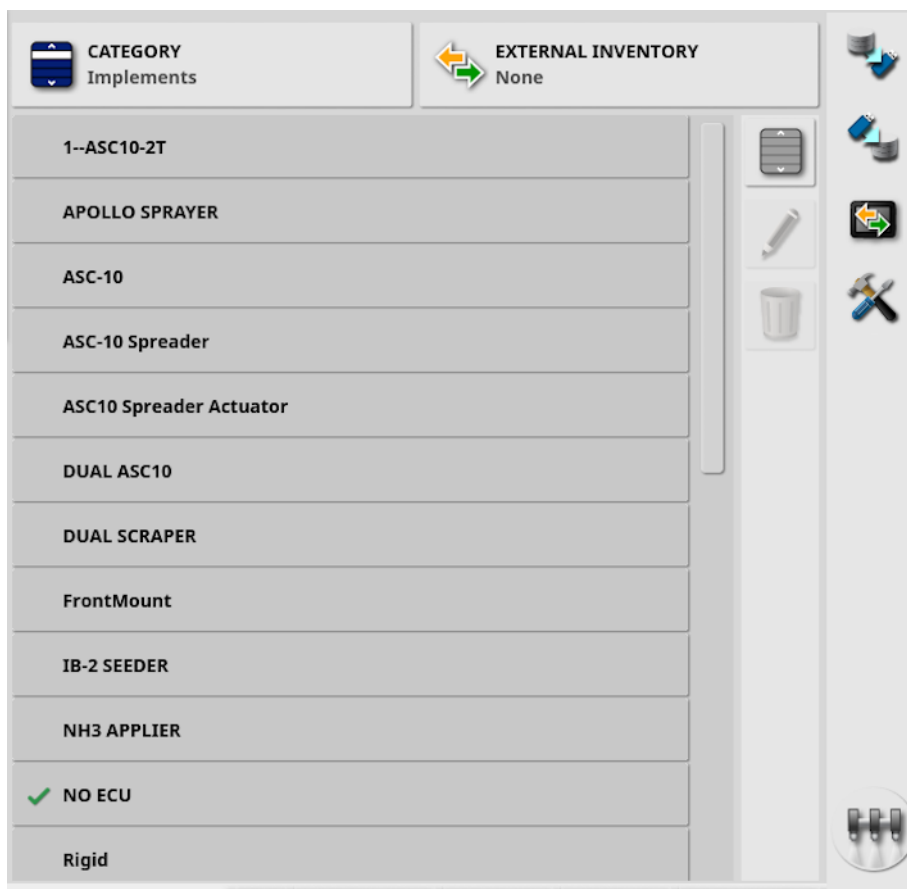 CATEGORY
Implements
EXTERNAL INVENTORY
None
1--ASC10-2T
APOLLO SPRAYER
ASC-10
ASC-10 Spreader
ASC10 Spreader Actuator
DUAL ASC10
DUAL SCRAPER
FrontMount
IB-2 SEEDER
NH3 APPLIER
NO ECU
Rigid